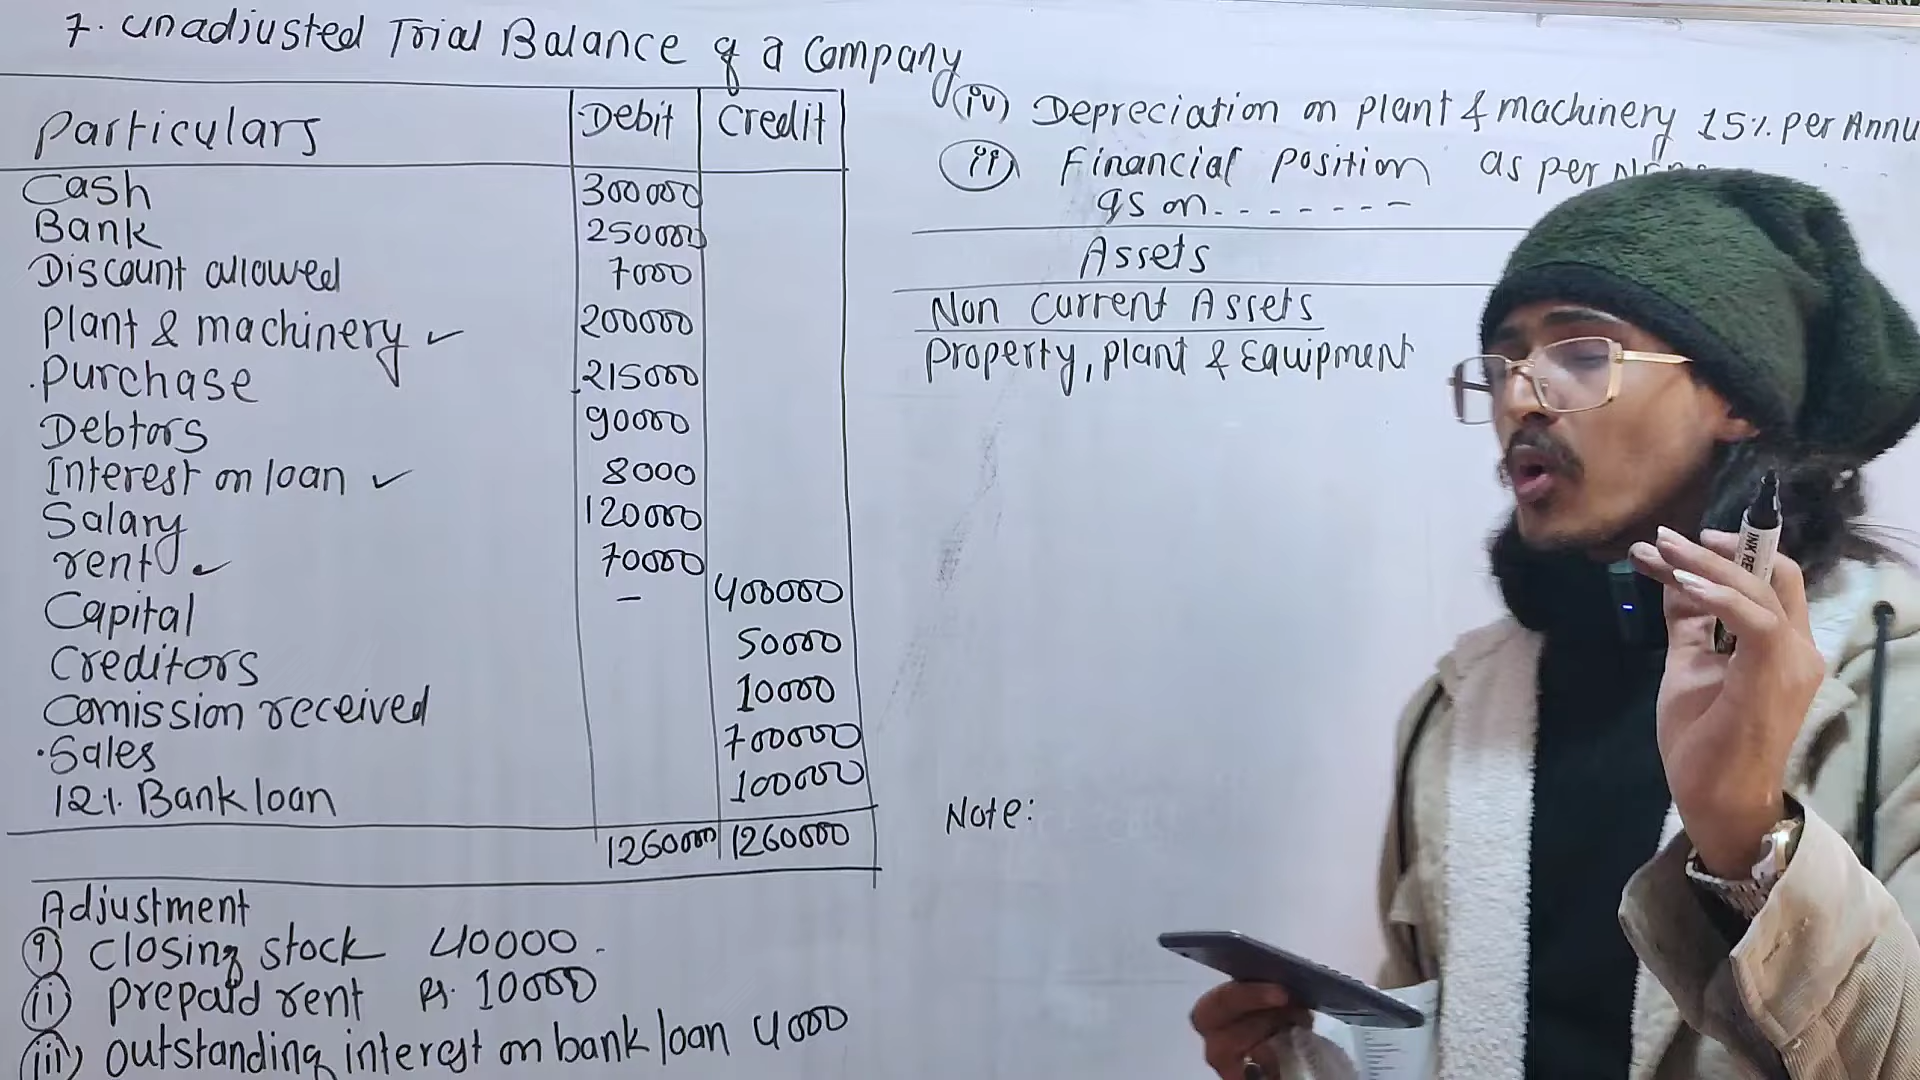 7. Unadjusted Trial Balance of a Company
Particulars Debit Credit
Cash 300000
Bank 250000
Discount allowed 7000
Plant & machinery ✓ 200000
.Purchase 215000
Debtors 90000
Interest on loan ✓ 8000
Salary 120000
rent ✓ 70000
Capital – 400000
Creditors 50000
Comission received 10000
.Sales 700000
12% Bank loan 100000
1260000 1260000
Adjustment
(i) Closing stock 40000.
(ii) prepaid rent Rs. 10000
(iii) outstanding interest on bank loan 4000
(iv) Depreciation on plant & machinery 15% per Annu
(ii) Financial position as per
as on - - - - - - -
Assets
Non Current Assets
Property, plant & Equipment
Note:
INK RE